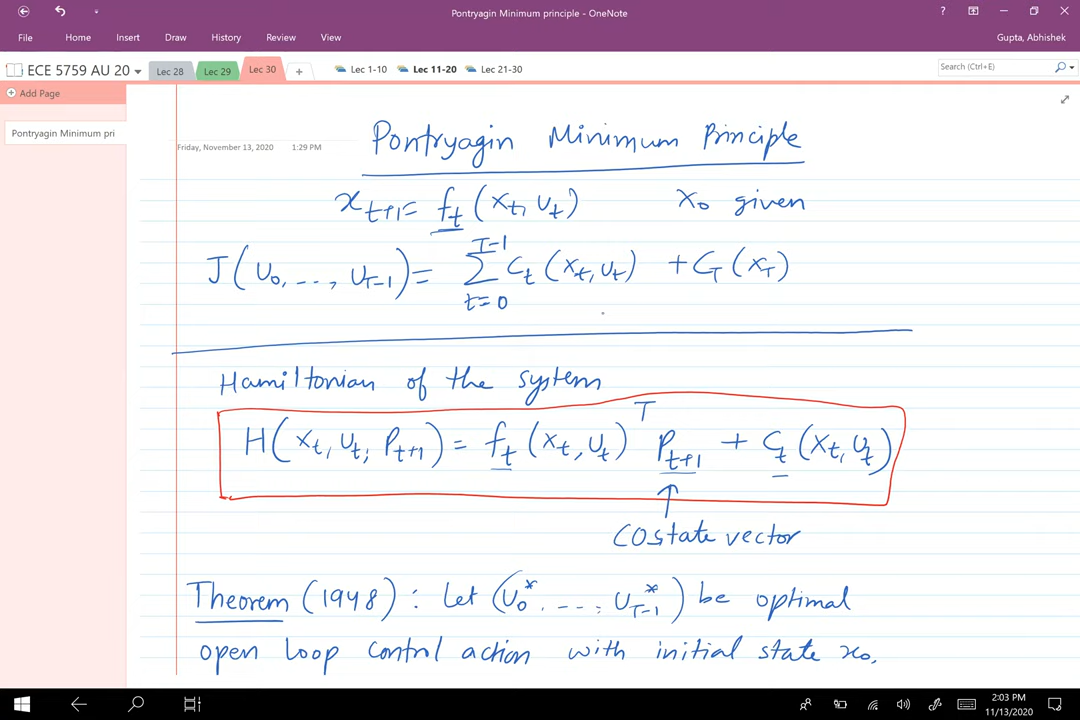 Pontryagin Minimum principle - OneNote
File Home Insert Draw History Review View
Gupta, Abhishek
ECE 5759 AU 20 Lec 28 Lec 29 Lec 30 + Lec 1-10 Lec 11-20 Lec 21-30
Search (Ctrl+E)
Add Page
Pontryagin Minimum pri
Friday, November 13, 2020 1:29 PM
Pontryagin Minimum Principle
x_{t+1} = f_t (x_t, u_t) x_0 given
J(u_0, ..., u_{T-1}) = ∑_{t=0}^{T-1} c_t (x_t, u_t) + C_T (x_T)
Hamiltonian of the system
H(x_t, u_t, P_{t+1}) = f_t (x_t, u_t)^T P_{t+1} + c_t (x_t, u_t)
↑
costate vector
Theorem (1948) : Let (u_0^*, ..., u_{T-1}^*) be optimal
open loop control action with initial state x_0.
2:03 PM
11/13/2020